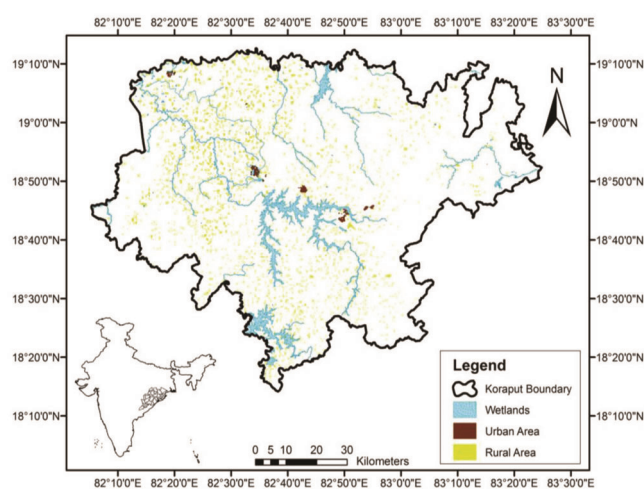 82°10'0"E 82°20'0"E 82°30'0"E 82°40'0"E 82°50'0"E 83°0'0"E 83°10'0"E 83°20'0"E 83°30'0"E
19°10'0"N 19°10'0"N
N
19°0'0"N 19°0'0"N
18°50'0"N 18°50'0"N
18°40'0"N 18°40'0"N
18°30'0"N 18°30'0"N
18°20'0"N 18°20'0"N
18°10'0"N 18°10'0"N
Legend
Koraput Boundary
Wetlands
Urban Area
Rural Area
0 5 10 20 30
Kilometers
82°10'0"E 82°20'0"E 82°30'0"E 82°40'0"E 82°50'0"E 83°0'0"E 83°10'0"E 83°20'0"E 83°30'0"E